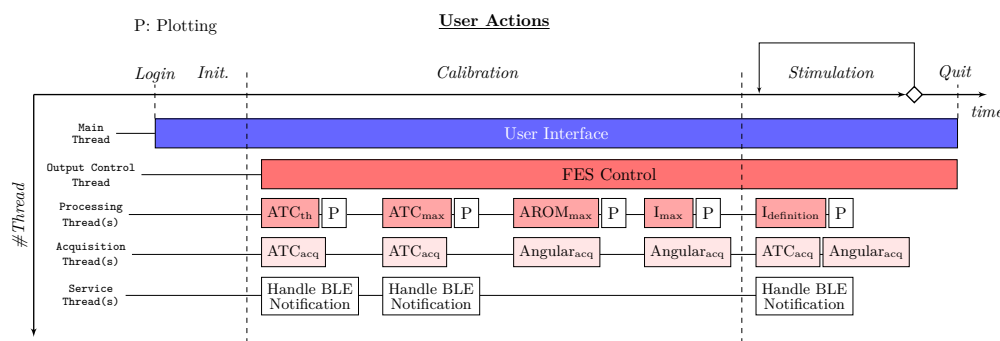 P: Plotting
User Actions
Login Init. Calibration Stimulation Quit
time
#Thread
Main
Thread
User Interface
Output Control
Thread
FES Control
Processing
Thread(s)
ATCth P ATCmax P AROMmax P Imax P Idefinition P
Acquisition
Thread(s)
ATCacq ATCacq Angularacq Angularacq ATCacq Angularacq
Service
Thread(s)
Handle BLE
Notification
Handle BLE
Notification
Handle BLE
Notification